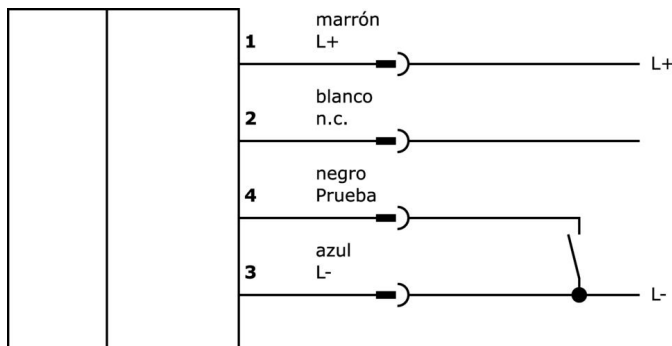 marrón
1 L+
L+
blanco
2 n.c.
negro
4 Prueba
azul
3 L-
L-